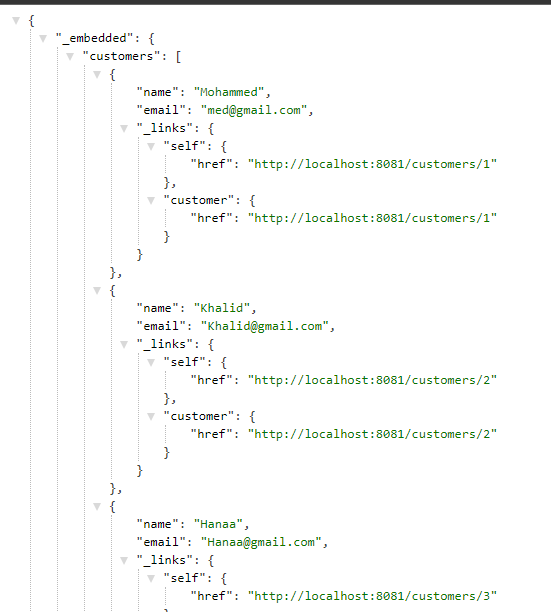 {
"_embedded": {
"customers": [
{
"name": "Mohammed",
"email": "med@gmail.com",
"_links": {
"self": {
"href": "http://localhost:8081/customers/1"
},
"customer": {
"href": "http://localhost:8081/customers/1"
}
}
},
{
"name": "Khalid",
"email": "Khalid@gmail.com",
"_links": {
"self": {
"href": "http://localhost:8081/customers/2"
},
"customer": {
"href": "http://localhost:8081/customers/2"
}
}
},
{
"name": "Hanaa",
"email": "Hanaa@gmail.com",
"_links": {
"self": {
"href": "http://localhost:8081/customers/3"